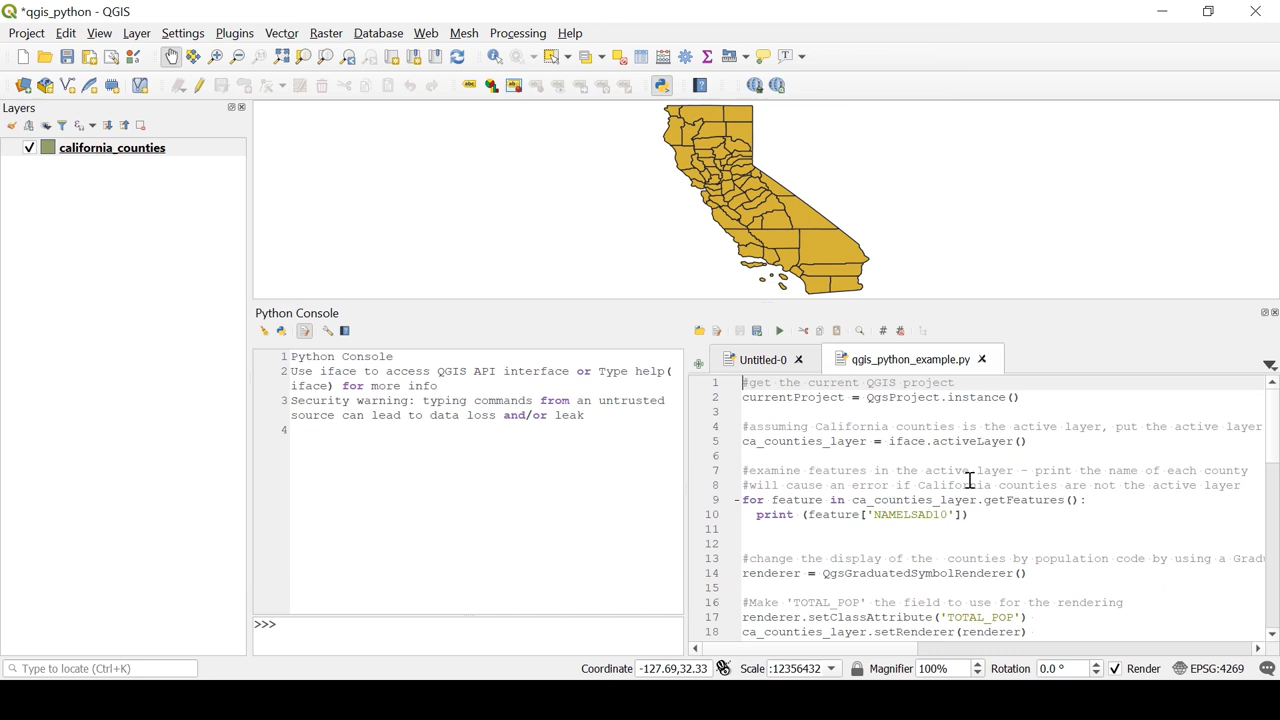 *qgis_python - QGIS
Project Edit View Layer Settings Plugins Vector Raster Database Web Mesh Processing Help
Layers
california_counties
Python Console
Untitled-0
qgis_python_example.py
1 Python Console
2 Use iface to access QGIS API interface or Type help(
iface) for more info
3 Security warning: typing commands from an untrusted
source can lead to data loss and/or leak
4
>>>
1 #get the current QGIS project
2 currentProject = QgsProject.instance()
3
4 #assuming California counties is the active layer, put the active layer
5 ca_counties_layer = iface.activeLayer()
6
7 #examine features in the active layer - print the name of each county
8 #will cause an error if California counties are not the active layer
9 for feature in ca_counties_layer.getFeatures():
10 print (feature['NAMELSAD10'])
11
12
13 #change the display of the counties by population code by using a Grad
14 renderer = QgsGraduatedSymbolRenderer()
15
16 #Make 'TOTAL_POP' the field to use for the rendering
17 renderer.setClassAttribute('TOTAL_POP')
18 ca_counties_layer.setRenderer(renderer)
Type to locate (Ctrl+K)
Coordinate -127.69,32.33 Scale :12356432 Magnifier 100% Rotation 0.0 ° Render EPSG:4269